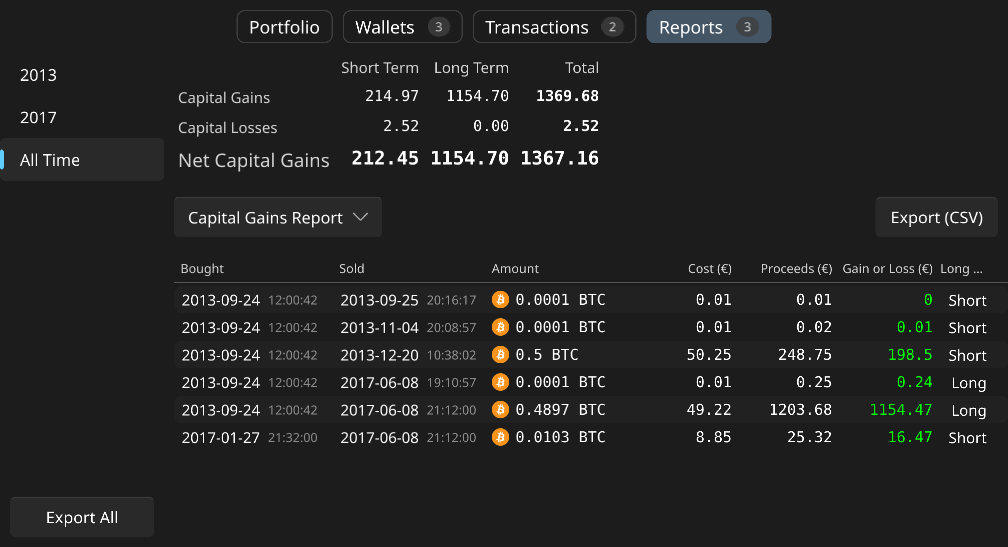 Portfolio Wallets 3 Transactions 2 Reports 3
2013
2017
All Time
Short Term Long Term Total
Capital Gains 214.97 1154.70 1369.68
Capital Losses 2.52 0.00 2.52
Net Capital Gains 212.45 1154.70 1367.16
Capital Gains Report Export (CSV)
Bought Sold Amount Cost (€) Proceeds (€) Gain or Loss (€) Long ...
2013-09-24 12:00:42 2013-09-25 20:16:17 0.0001 BTC 0.01 0.01 0 Short
2013-09-24 12:00:42 2013-11-04 20:08:57 0.0001 BTC 0.01 0.02 0.01 Short
2013-09-24 12:00:42 2013-12-20 10:38:02 0.5 BTC 50.25 248.75 198.5 Short
2013-09-24 12:00:42 2017-06-08 19:10:57 0.0001 BTC 0.01 0.25 0.24 Long
2013-09-24 12:00:42 2017-06-08 21:12:00 0.4897 BTC 49.22 1203.68 1154.47 Long
2017-01-27 21:32:00 2017-06-08 21:12:00 0.0103 BTC 8.85 25.32 16.47 Short
Export All